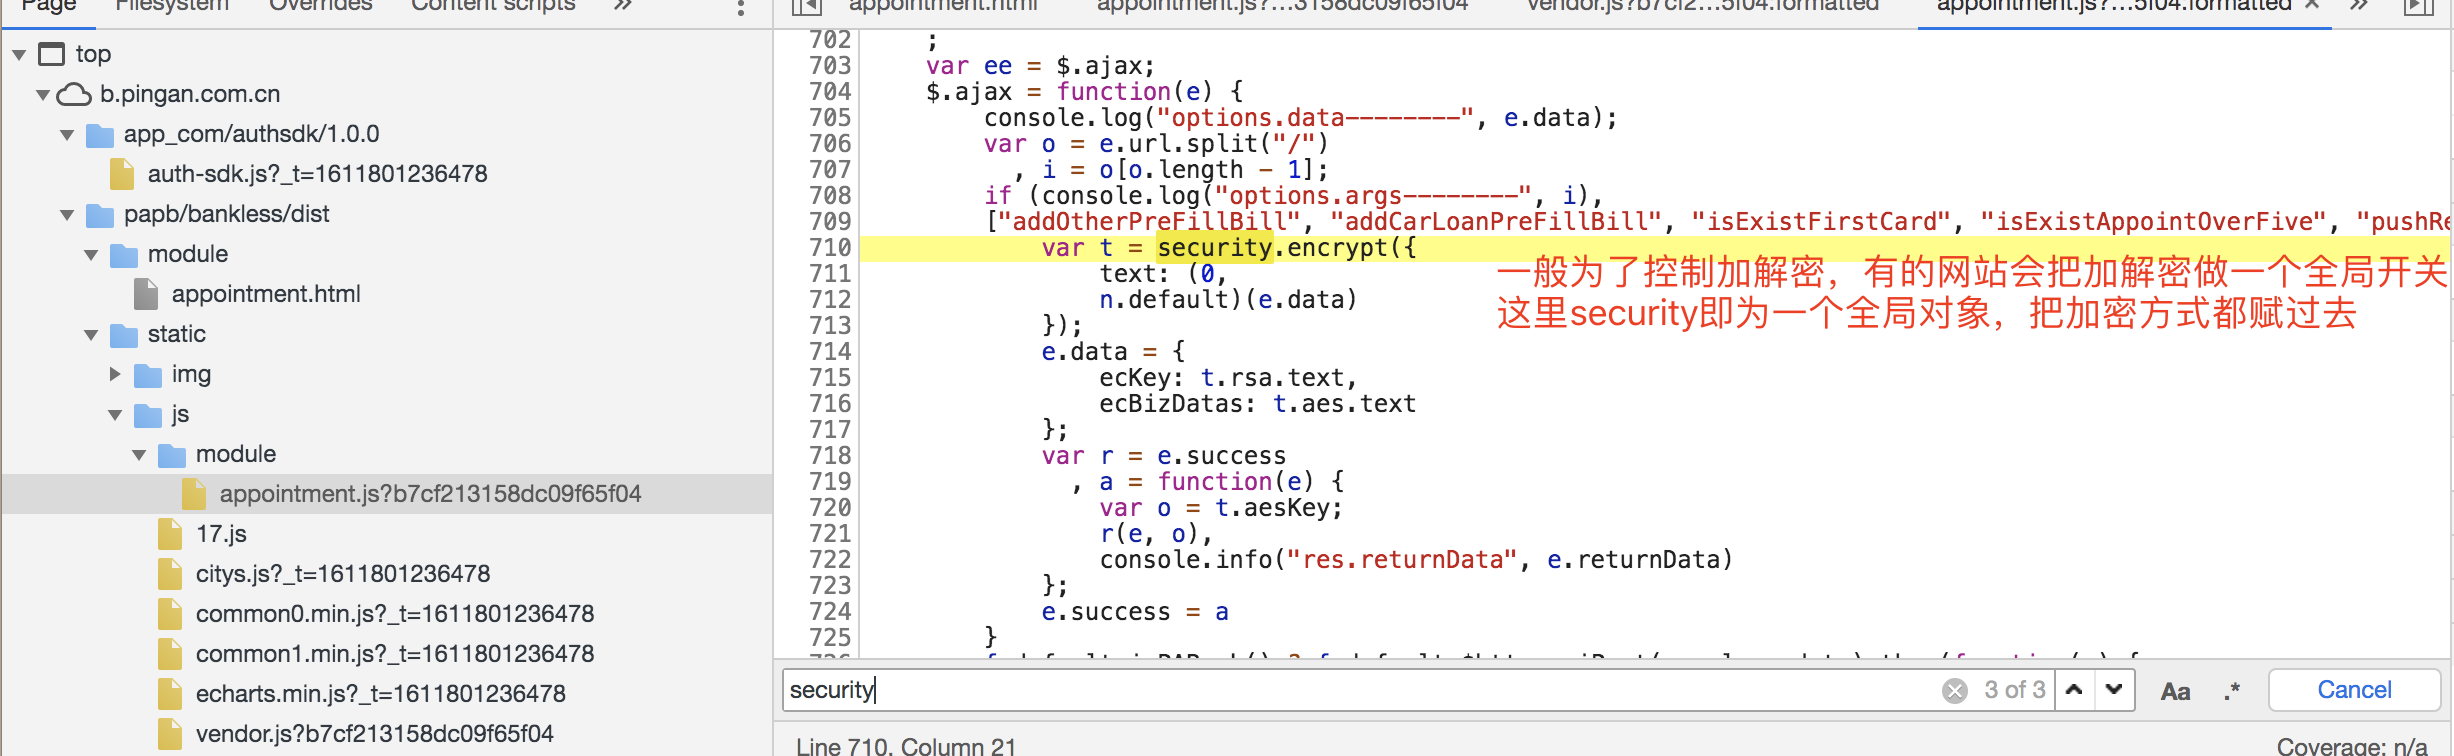 Page Filesystem Overrides Content scripts »
top
b.pingan.com.cn
app_com/authsdk/1.0.0
auth-sdk.js?_t=1611801236478
papb/bankless/dist
module
appointment.html
static
img
js
module
appointment.js?b7cf213158dc09f65f04
17.js
citys.js?_t=1611801236478
common0.min.js?_t=1611801236478
common1.min.js?_t=1611801236478
echarts.min.js?_t=1611801236478
vendor.js?b7cf213158dc09f65f04
appointment.html appointment.js?...3158dc09f65f04 vendor.js?b7cf2...5f04:formatted appointment.js?...5f04:formatted × »
702 ;
703 var ee = $.ajax;
704 $.ajax = function(e) {
705 console.log("options.data--------", e.data);
706 var o = e.url.split("/")
707 , i = o[o.length - 1];
708 if (console.log("options.args--------", i),
709 ["addOtherPreFillBill", "addCarLoanPreFillBill", "isExistFirstCard", "isExistAppointOverFive", "pushRe
710 var t = security.encrypt({
711 text: (0,
712 n.default)(e.data)
713 });
714 e.data = {
715 ecKey: t.rsa.text,
716 ecBizDatas: t.aes.text
717 };
718 var r = e.success
719 , a = function(e) {
720 var o = t.aesKey;
721 r(e, o),
722 console.info("res.returnData", e.returnData)
723 };
724 e.success = a
725 }
一般为了控制加解密，有的网站会把加解密做一个全局开关
这里security即为一个全局对象，把加密方式都赋过去
security 3 of 3 Aa .* Cancel
Line 710, Column 21 Coverage: n/a